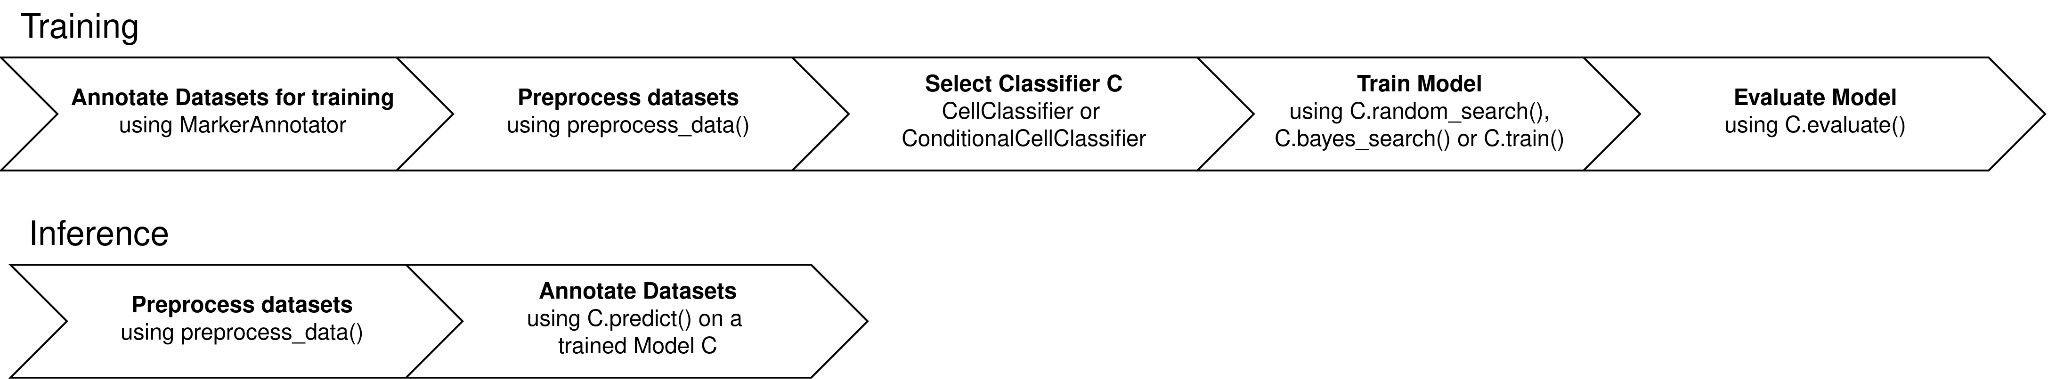 Training
Annotate Datasets for training
using MarkerAnnotator
Preprocess datasets
using preprocess_data()
Select Classifier C
CellClassifier or
ConditionalCellClassifier
Train Model
using C.random_search(),
C.bayes_search() or C.train()
Evaluate Model
using C.evaluate()
Inference
Preprocess datasets
using preprocess_data()
Annotate Datasets
using C.predict() on a
trained Model C